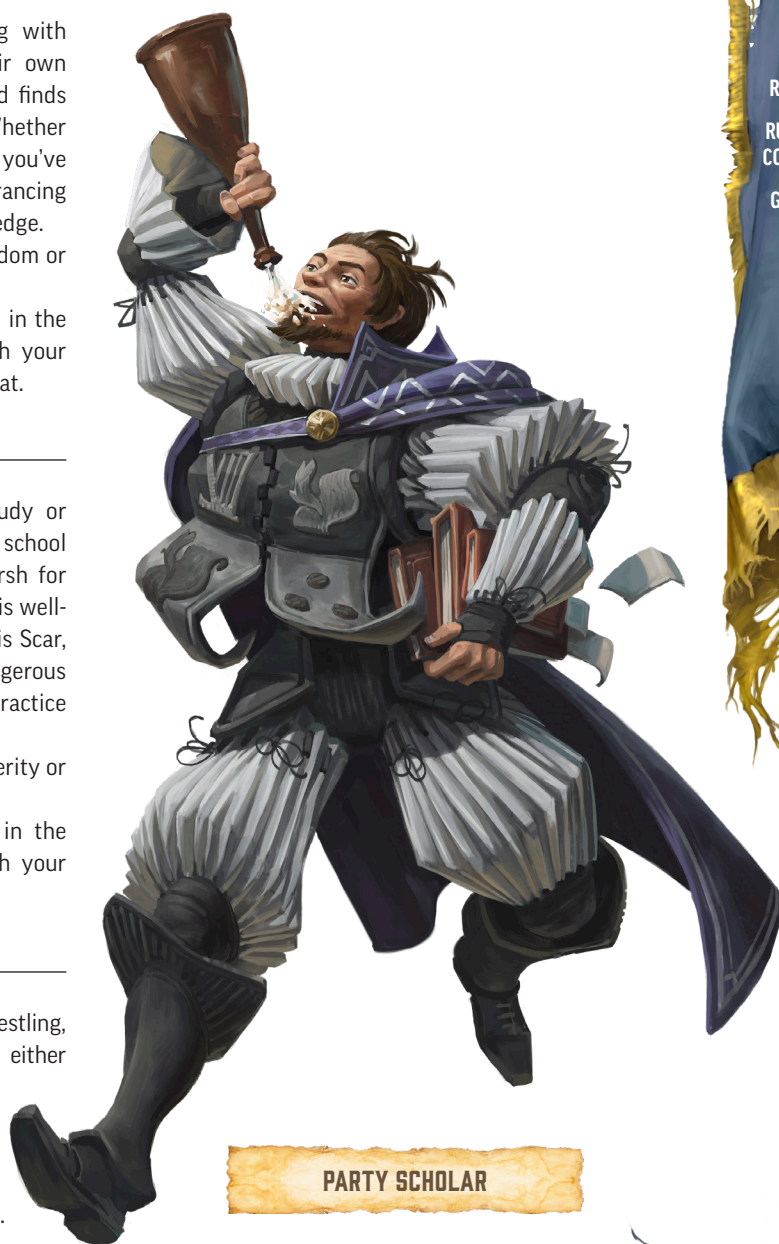 g with
ir own
d finds
hether
you've
rancing
edge.
dom or
in the
h your
at.
udy or
school
rsh for
is well-
is Scar,
gerous
ractice
erity or
in the
h your
estling,
either
.
R
RU
CO
G
PARTY SCHOLAR